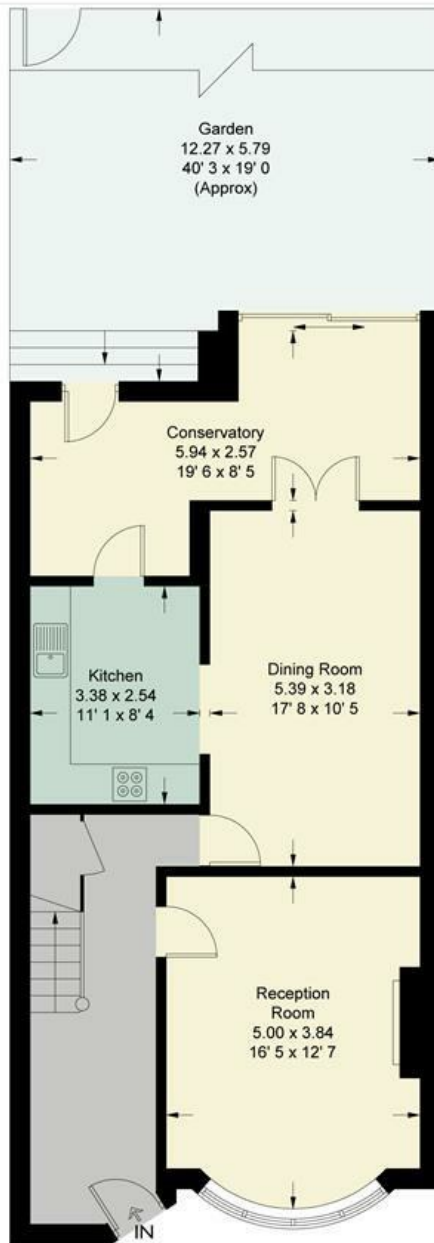 Garden
12.27 x 5.79
40' 3 x 19' 0
(Approx)
Conservatory
5.94 x 2.57
19' 6 x 8' 5
Kitchen
3.38 x 2.54
11' 1 x 8' 4
Dining Room
5.39 x 3.18
17' 8 x 10' 5
Reception
Room
5.00 x 3.84
16' 5 x 12' 7
IN